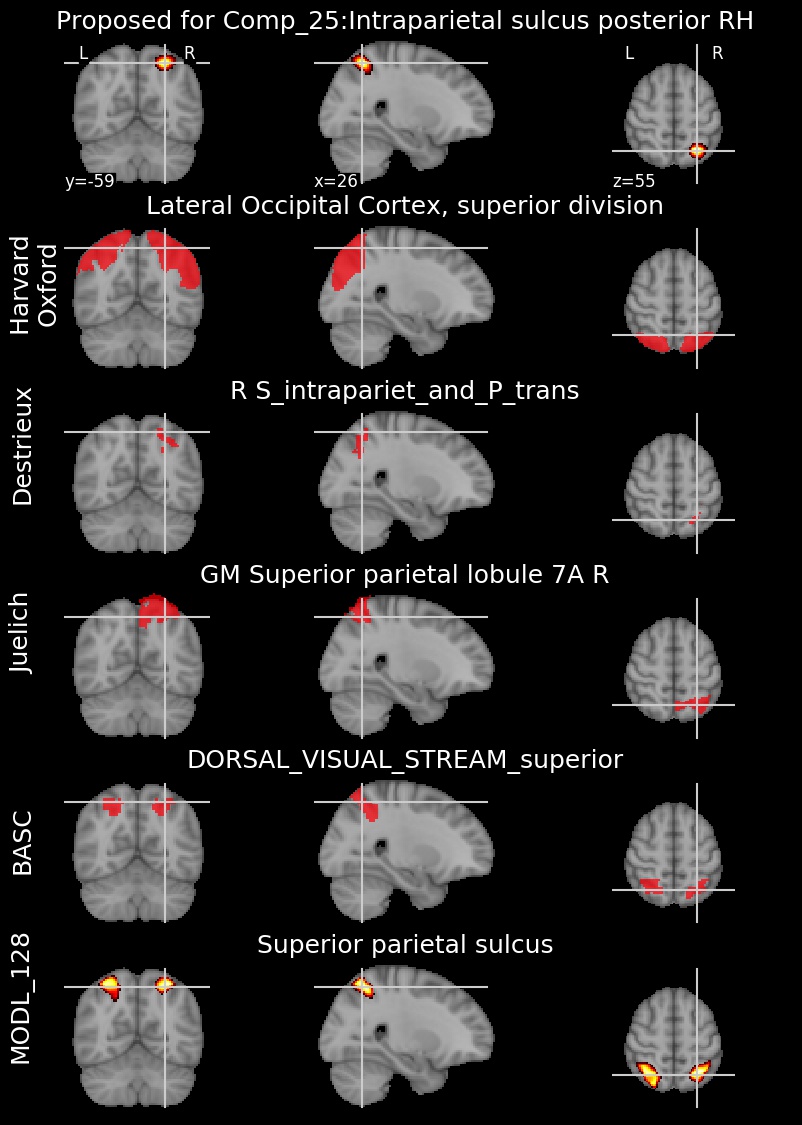 Proposed for Comp_25:Intraparietal sulcus posterior RH
L R
L R
y=-59 x=26 z=55
Lateral Occipital Cortex, superior division
Harvard
Oxford
R S_intrapariet_and_P_trans
Destrieux
GM Superior parietal lobule 7A R
Juelich
DORSAL_VISUAL_STREAM_superior
BASC
Superior parietal sulcus
MODL_128